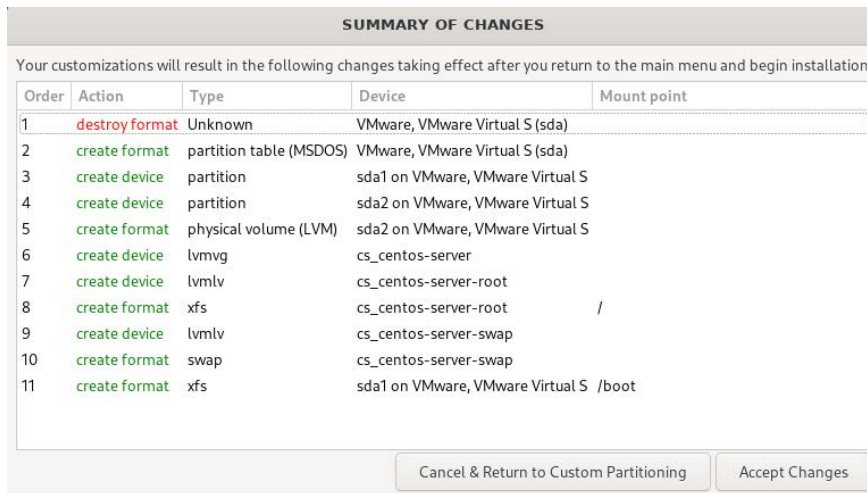 SUMMARY OF CHANGES
Your customizations will result in the following changes taking effect after you return to the main menu and begin installation
Order Action Type Device Mount point
1 destroy format Unknown VMware, VMware Virtual S (sda)
2 create format partition table (MSDOS) VMware, VMware Virtual S (sda)
3 create device partition sda1 on VMware, VMware Virtual S
4 create device partition sda2 on VMware, VMware Virtual S
5 create format physical volume (LVM) sda2 on VMware, VMware Virtual S
6 create device lvmvg cs_centos-server
7 create device lvmlv cs_centos-server-root
8 create format xfs cs_centos-server-root /
9 create device lvmlv cs_centos-server-swap
10 create format swap cs_centos-server-swap
11 create format xfs sda1 on VMware, VMware Virtual S /boot
Cancel & Return to Custom Partitioning Accept Changes